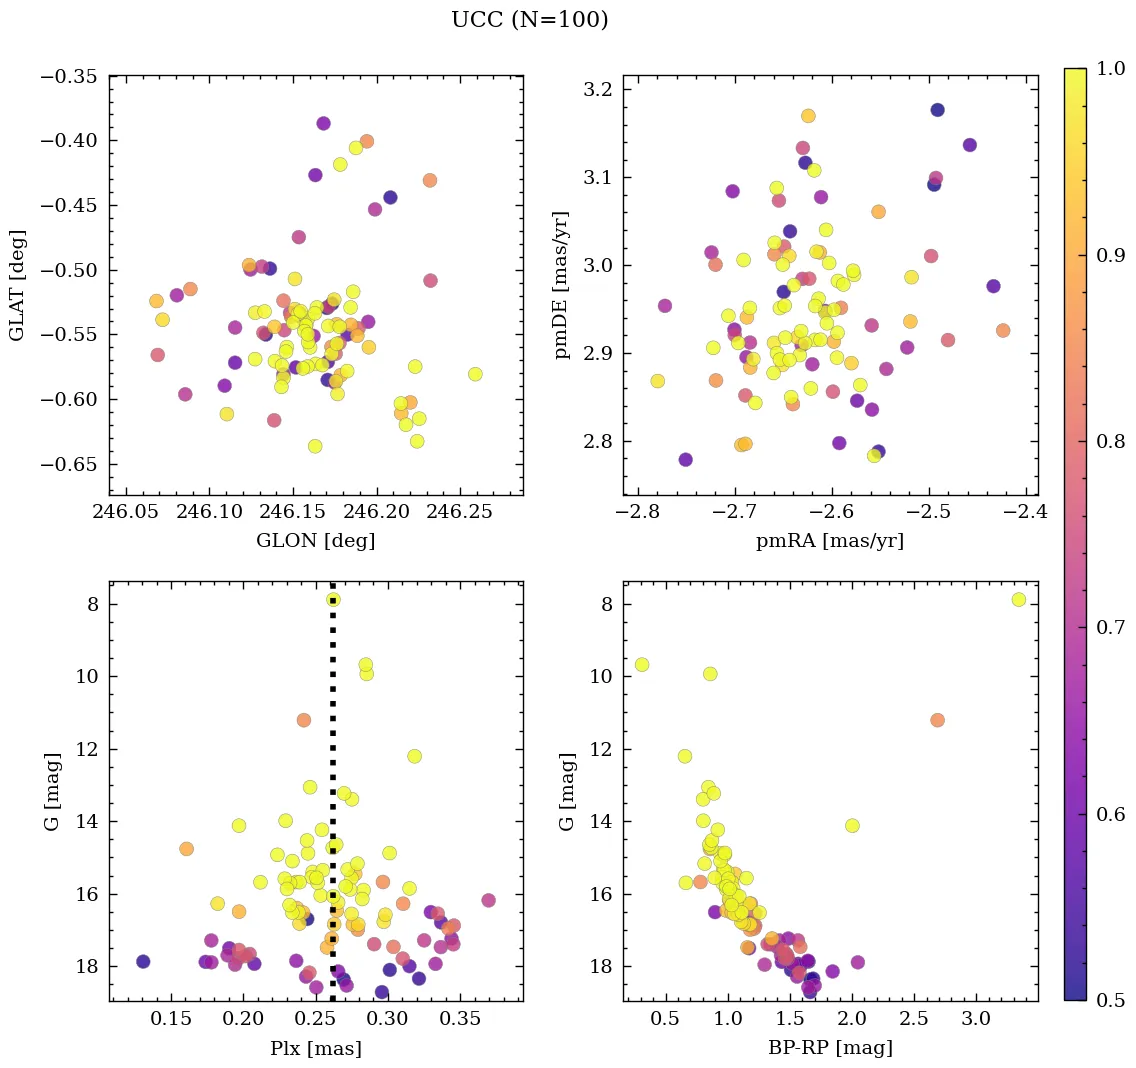 UCC (N=100)
−0.35
−0.40
−0.45
−0.50
−0.55
−0.60
−0.65
GLAT [deg]
246.05 246.10 246.15 246.20 246.25
GLON [deg]
3.2
3.1
3.0
2.9
2.8
pmDE [mas/yr]
−2.8 −2.7 −2.6 −2.5 −2.4
pmRA [mas/yr]
8
10
12
14
16
18
G [mag]
0.15 0.20 0.25 0.30 0.35
Plx [mas]
8
10
12
14
16
18
G [mag]
0.5 1.0 1.5 2.0 2.5 3.0
BP-RP [mag]
1.0
0.9
0.8
0.7
0.6
0.5